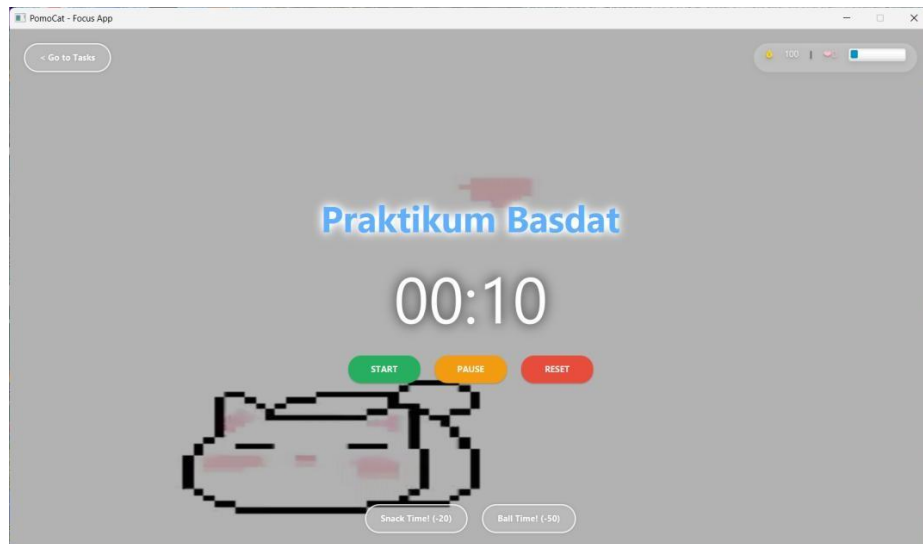 PomoCat - Focus App
< Go to Tasks
100 |
Praktikum Basdat
00:10
START PAUSE RESET
Snack Time! (-20) Ball Time! (-50)